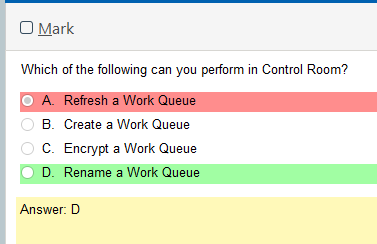 Mark
Which of the following can you perform in Control Room?
A. Refresh a Work Queue
B. Create a Work Queue
C. Encrypt a Work Queue
D. Rename a Work Queue
Answer: D